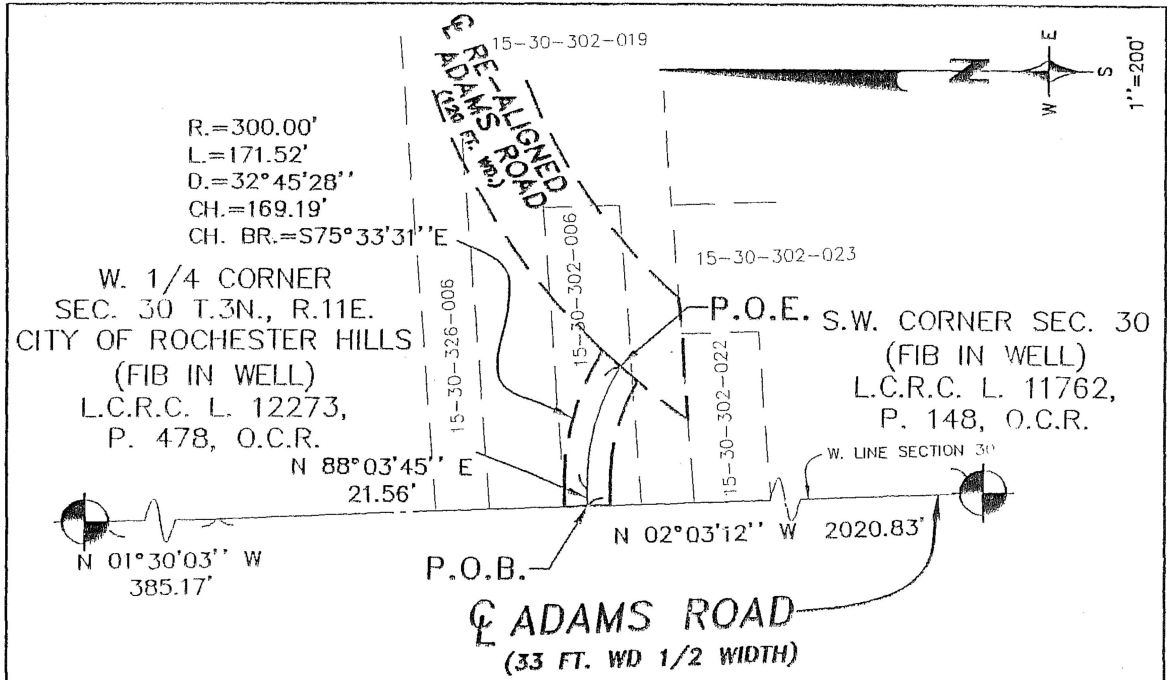 15-30-302-019
℄ RE-ALIGNED
ADAMS ROAD
(120 FT. WD.)
N
E
S
W
1"=200'
R.=300.00'
L.=171.52'
D.=32°45'28''
CH.=169.19'
CH. BR.=S75°33'31''E
W. 1/4 CORNER
SEC. 30 T.3N., R.11E.
CITY OF ROCHESTER HILLS
(FIB IN WELL)
L.C.R.C. L. 12273,
P. 478, O.C.R.
15-30-326-006
15-30-302-006
15-30-302-023
P.O.E.
S.W. CORNER SEC. 30
(FIB IN WELL)
L.C.R.C. L. 11762,
P. 148, O.C.R.
15-30-302-022
W. LINE SECTION 30
N 88°03'45'' E
21.56'
N 01°30'03'' W
385.17'
P.O.B.
N 02°03'12'' W 2020.83'
℄ ADAMS ROAD
(33 FT. WD 1/2 WIDTH)